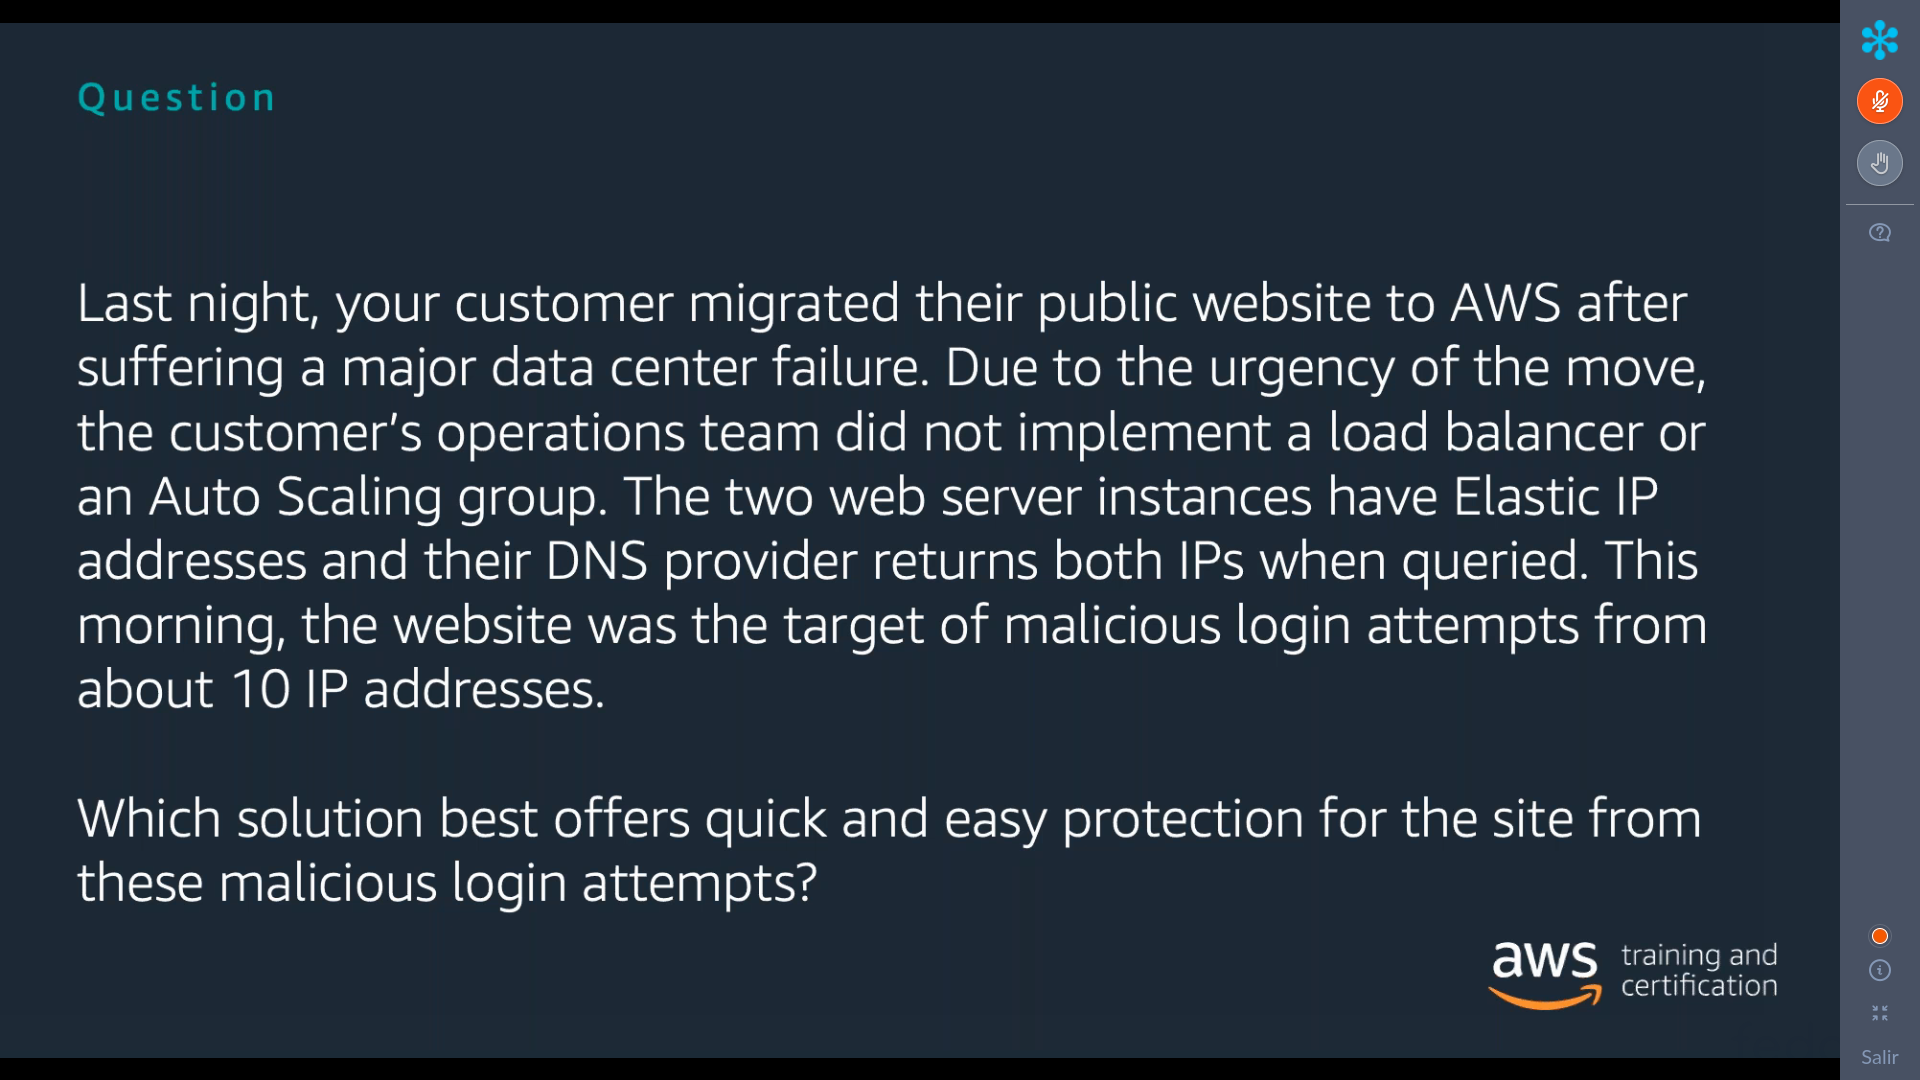 Question
Last night, your customer migrated their public website to AWS after
suffering a major data center failure. Due to the urgency of the move,
the customer’s operations team did not implement a load balancer or
an Auto Scaling group. The two web server instances have Elastic IP
addresses and their DNS provider returns both IPs when queried. This
morning, the website was the target of malicious login attempts from
about 10 IP addresses.
Which solution best offers quick and easy protection for the site from
these malicious login attempts?
aws training and
certification
Salir